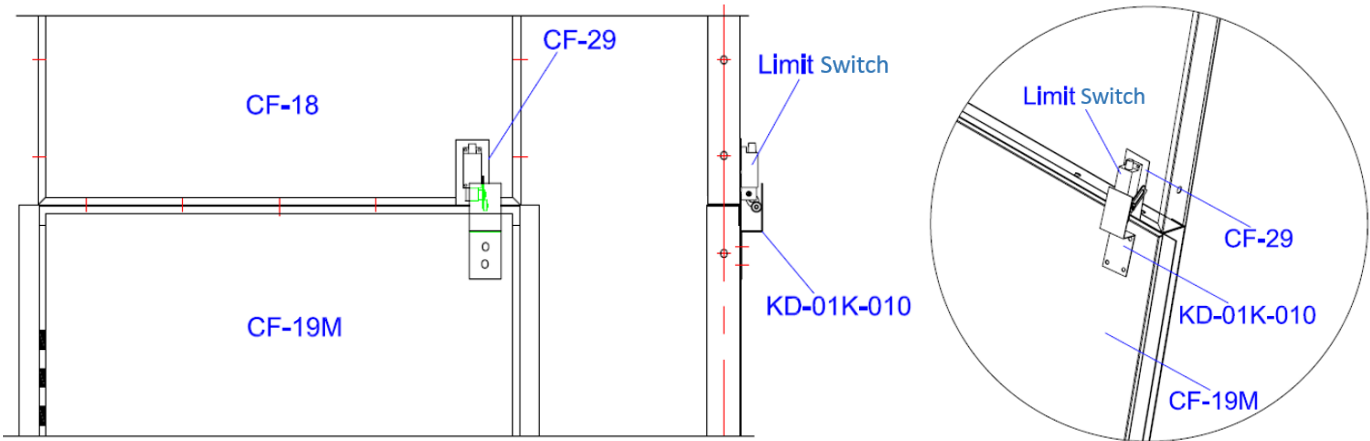 CF-29
Limit Switch
CF-18
Limit Switch
CF-29
KD-01K-010
KD-01K-010
CF-19M
CF-19M